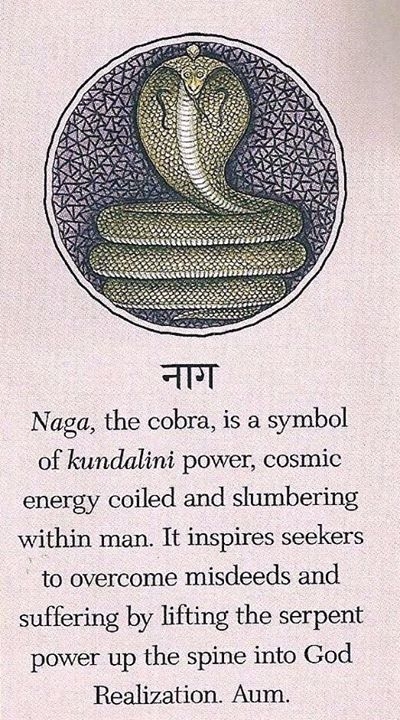 नाग
Naga, the cobra, is a symbol
of kundalini power, cosmic
energy coiled and slumbering
within man. It inspires seekers
to overcome misdeeds and
suffering by lifting the serpent
power up the spine into God
Realization. Aum.